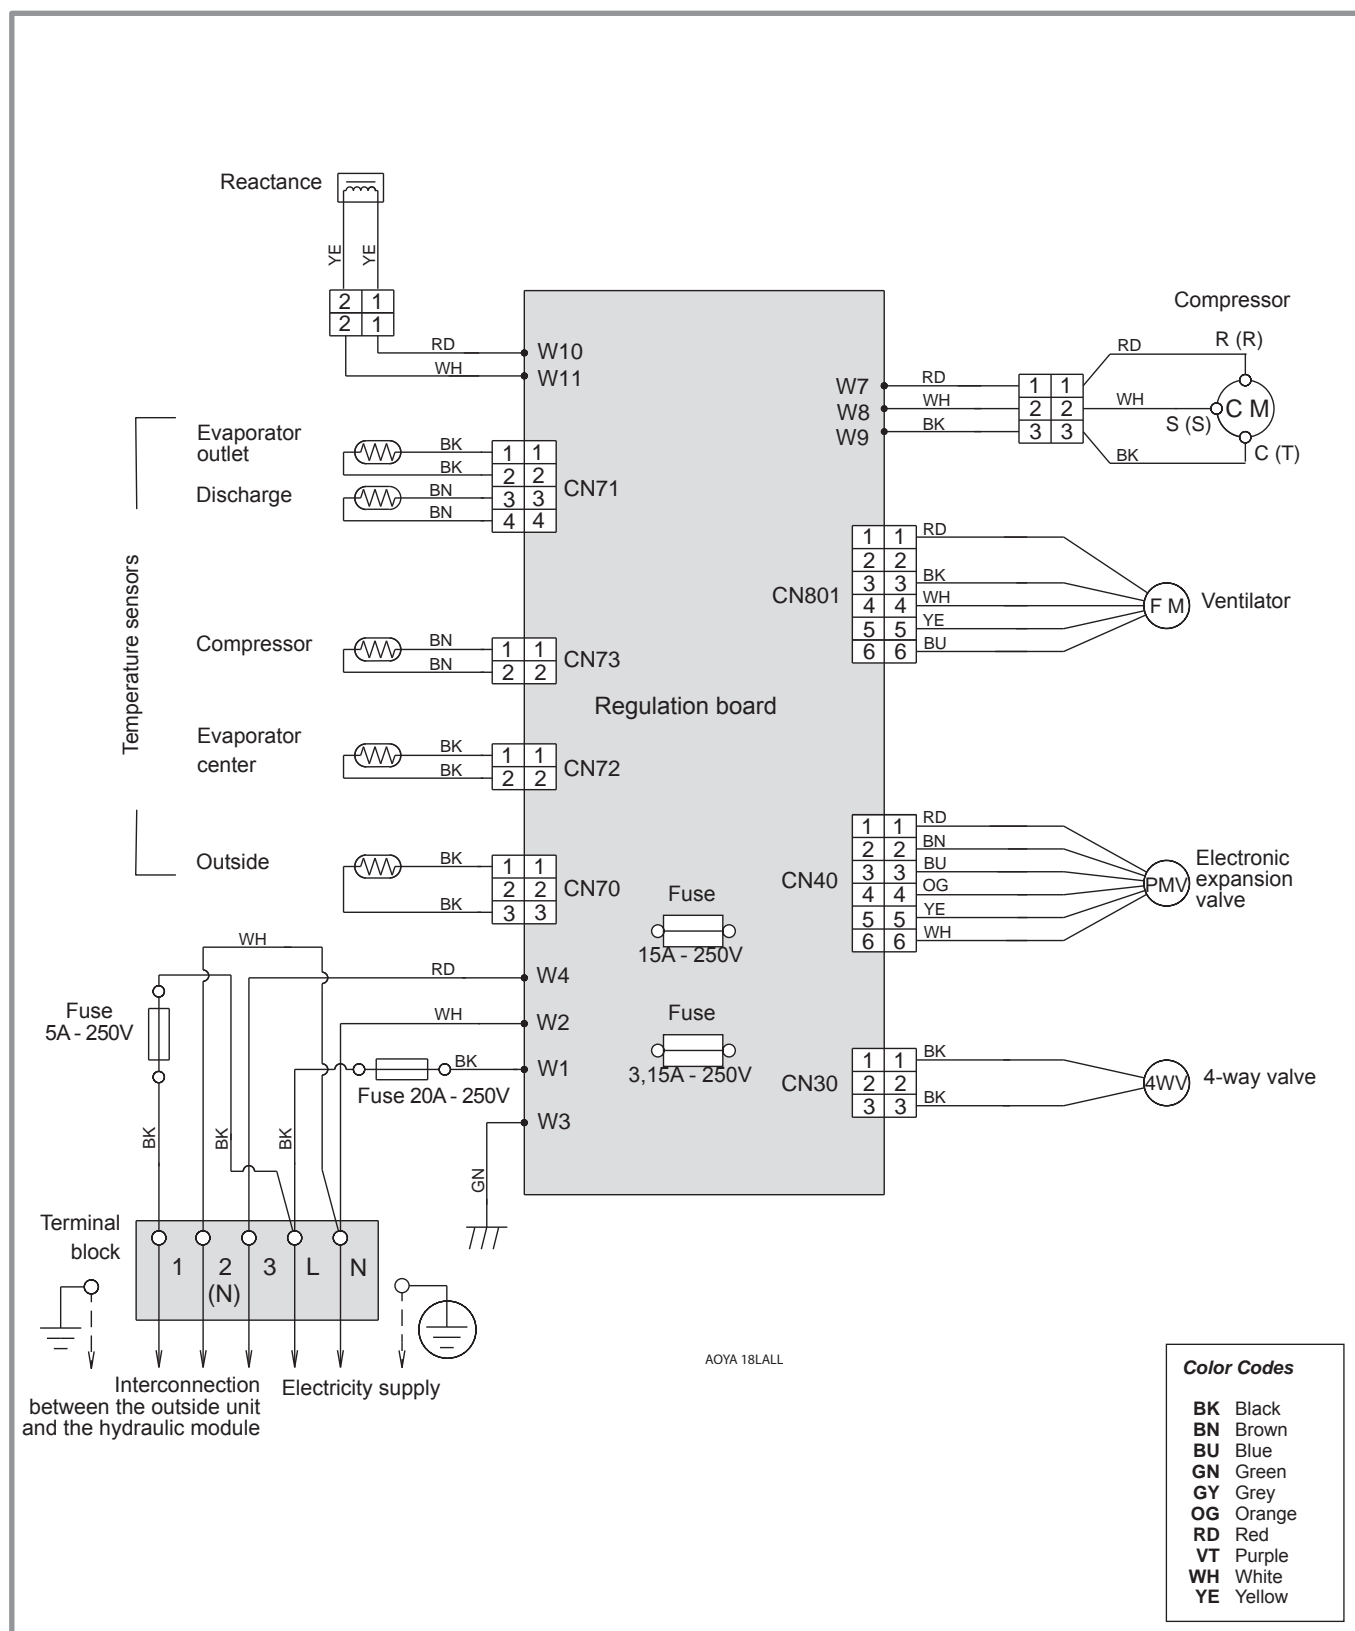 Reactance
YE YE
2 1
2 1
RD W10
WH W11
Compressor
R (R)
RD
W7 RD 1 1
W8 WH 2 2 WH S (S) C M
W9 BK 3 3
BK C (T)
Temperature sensors
Evaporator
outlet
BK 1 1
BK 2 2
Discharge BN 3 3
BN 4 4
CN71
CN801
1 1 RD
2 2
3 3 BK
4 4 WH
5 5 YE
6 6 BU
F M Ventilator
Compressor BN 1 1
BN 2 2
CN73
Regulation board
Evaporator
center
BK 1 1
BK 2 2
CN72
Outside BK 1 1
2 2
BK 3 3
CN70
Fuse
15A - 250V
CN40
1 1 RD
2 2 BN
3 3 BU
4 4 OG
5 5 YE
6 6 WH
PMV
Electronic
expansion
valve
WH
RD W4
Fuse
5A - 250V
WH W2
BK W1
Fuse 20A - 250V
W3
Fuse
3,15A - 250V
CN30
1 1 BK
2 2
3 3 BK
4WV 4-way valve
BK BK BK
GN
Terminal
block
1 2 3 L N
(N)
Interconnection
between the outside unit
and the hydraulic module
Electricity supply
AOYA 18LALL
Color Codes
BK Black
BN Brown
BU Blue
GN Green
GY Grey
OG Orange
RD Red
VT Purple
WH White
YE Yellow